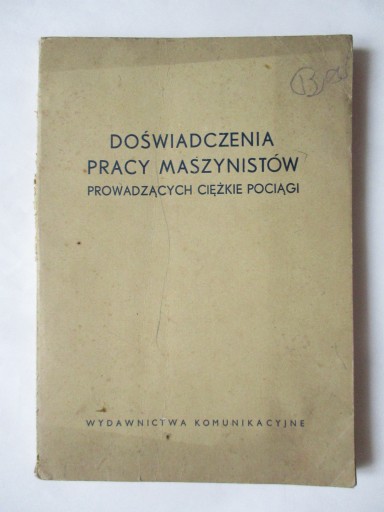 DOŚWIADCZENIA
PRACY MASZYNISTÓW
PROWADZĄCYCH CIĘŻKIE POCIĄGI
WYDAWNICTWA KOMUNIKACYJNE